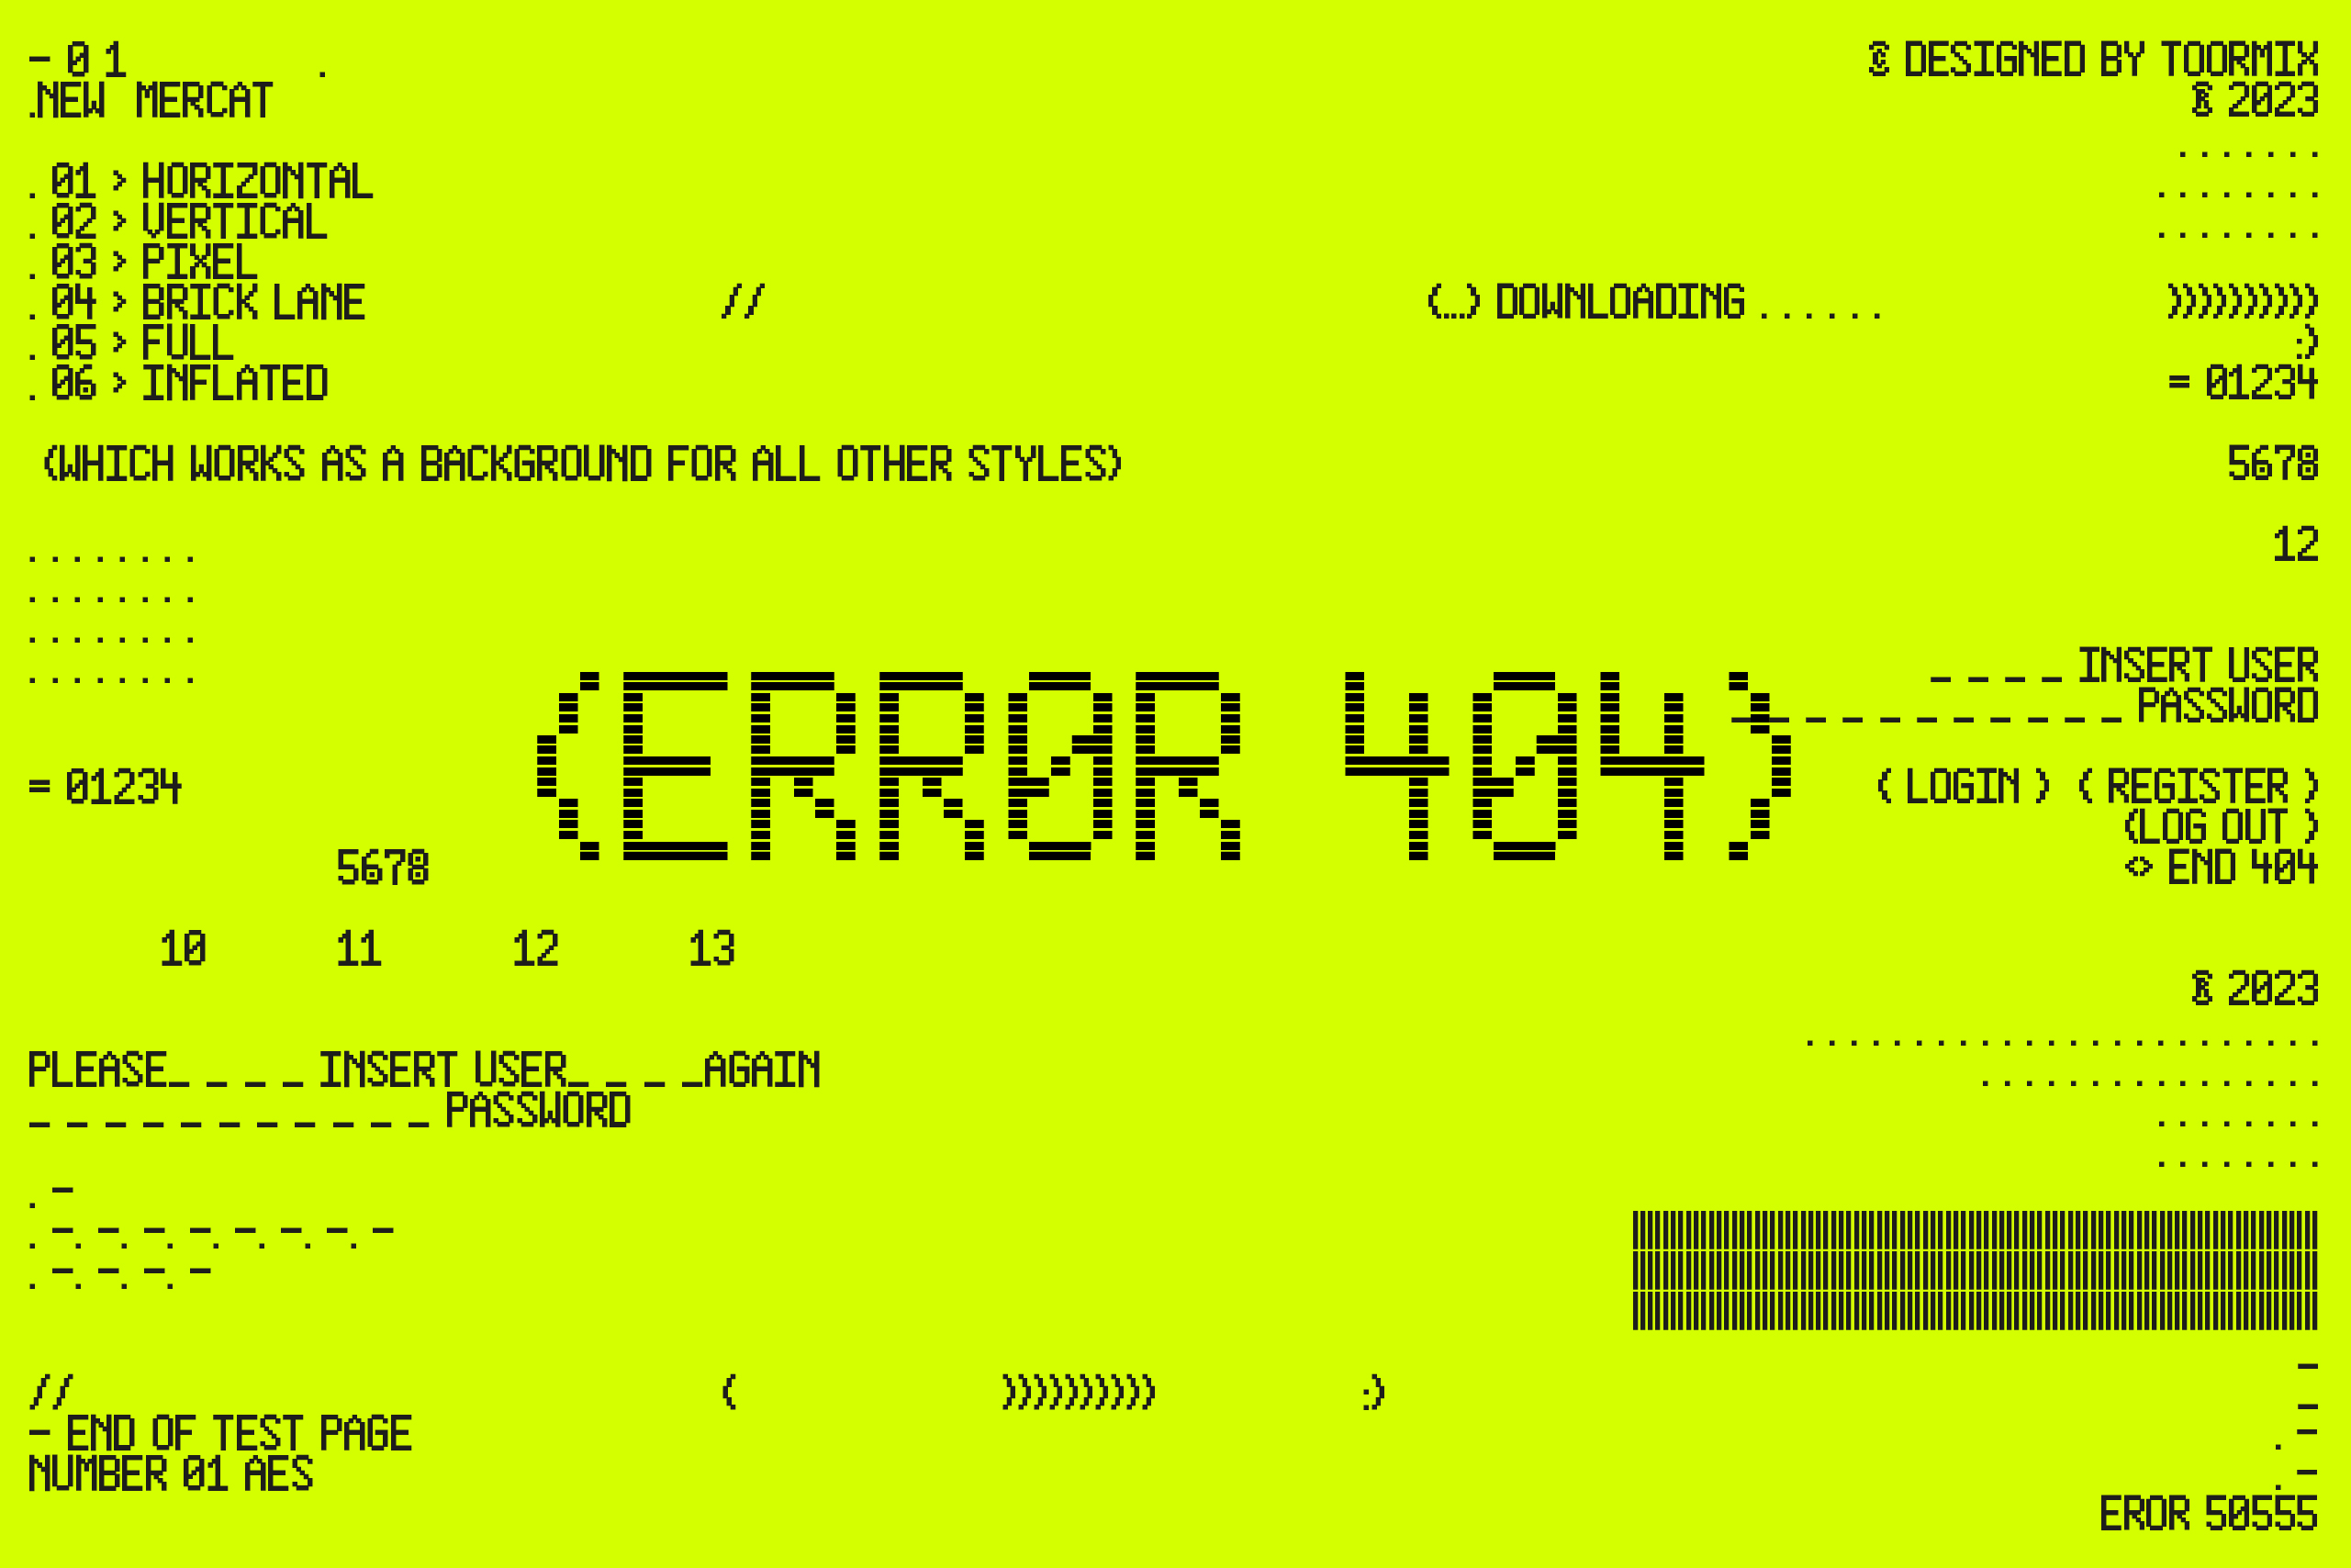 – 0 1 .
.NEW MERCAT
. 01 > HORIZONTAL
. 02 > VERTICAL
. 03 > PIXEL
. 04 > BRICK LANE
. 05 > FULL
. 06 > INFLATED
(WHICH WORKS AS A BACKGROUND FOR ALL OTHER STYLES)
. . . . . . . .
. . . . . . . .
. . . . . . . .
. . . . . . . .
= 01234
5678
10 11 12 13
//
(...) DOWNLOADING . . . . . .
© DESIGNED BY TOORMIX
® 2023
. . . . . . .
. . . . . . . .
. . . . . . . .
))))))))))
:)
= 01234
5678
12
(ERR0R 404)
_ _ _ _ INSERT USER
_ _ _ _ _ _ _ _ _ _ _ PASSWORD
( LOGIN ) ( REGISTER )
(LOG OUT )
<> END 404
® 2023
. . . . . . . . . . . . . . . . . . . . . . . .
. . . . . . . . . . . . . . . .
. . . . . . . .
. . . . . . . .
PLEASE_ _ _ _ INSERT USER_ _ _ _AGAIN
_ _ _ _ _ _ _ _ _ _ _ PASSWORD
. –
. –. –. –. –. –. –. –. –
. –. –. –. –
// ( )))))))))) :)
– END OF TEST PAGE
NUMBER 01 AES
–
–
. –
. –
EROR 50555